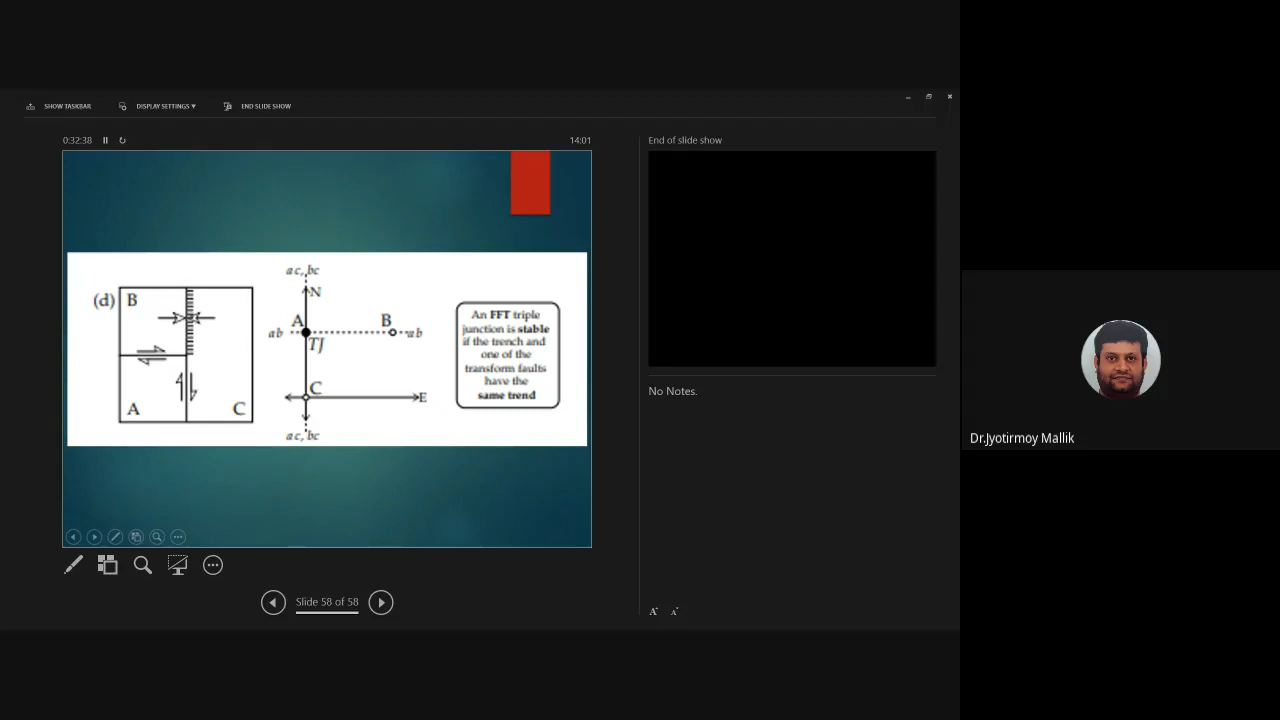 SHOW TASKBAR
DISPLAY SETTINGS ▾
END SLIDE SHOW
0:32:38
14:01
End of slide show
(d)
B
A
C
ac, bc
N
A
B
ab
ab
TJ
C
E
ac, bc
An FFT triple
junction is stable
if the trench and
one of the
transform faults
have the
same trend
No Notes.
Dr.Jyotirmoy Mallik
Slide 58 of 58
A
A